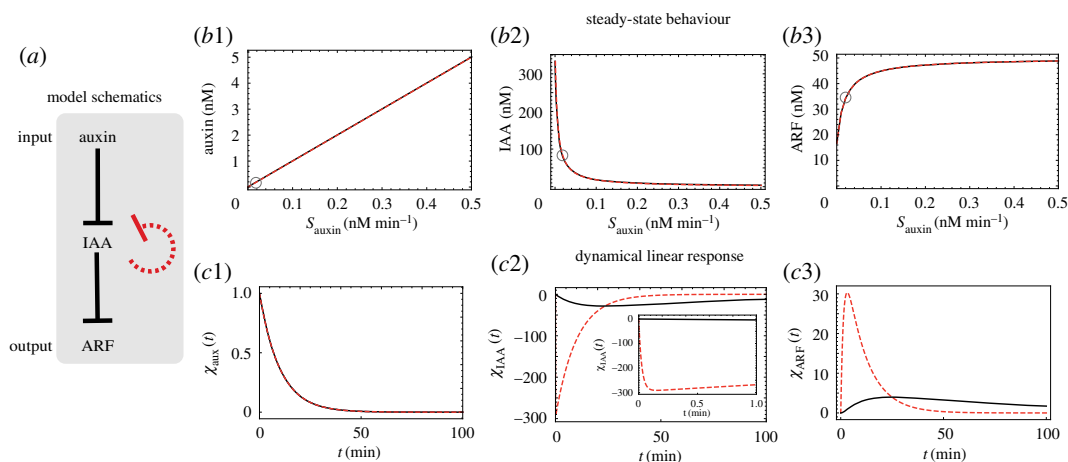 steady-state behaviour
(a)
model schematics
input
auxin
IAA
ARF
output
(b1)
auxin (nM)
5
4
3
2
1
0
0.1
0.2
0.3
0.4
0.5
S_auxin (nM min⁻¹)
(b2)
IAA (nM)
300
200
100
0
0.1
0.2
0.3
0.4
0.5
S_auxin (nM min⁻¹)
(b3)
ARF (nM)
50
40
30
20
10
0
0.1
0.2
0.3
0.4
0.5
S_auxin (nM min⁻¹)
dynamical linear response
(c1)
χ_aux(t)
1.0
0.5
0
0
50
100
t (min)
(c2)
χ_IAA(t)
0
−100
−200
−300
0
50
100
t (min)
χ_IAA(t)
0
−100
−200
−300
0
0.5
1.0
t (min)
(c3)
χ_ARF(t)
30
20
10
0
0
50
100
t (min)